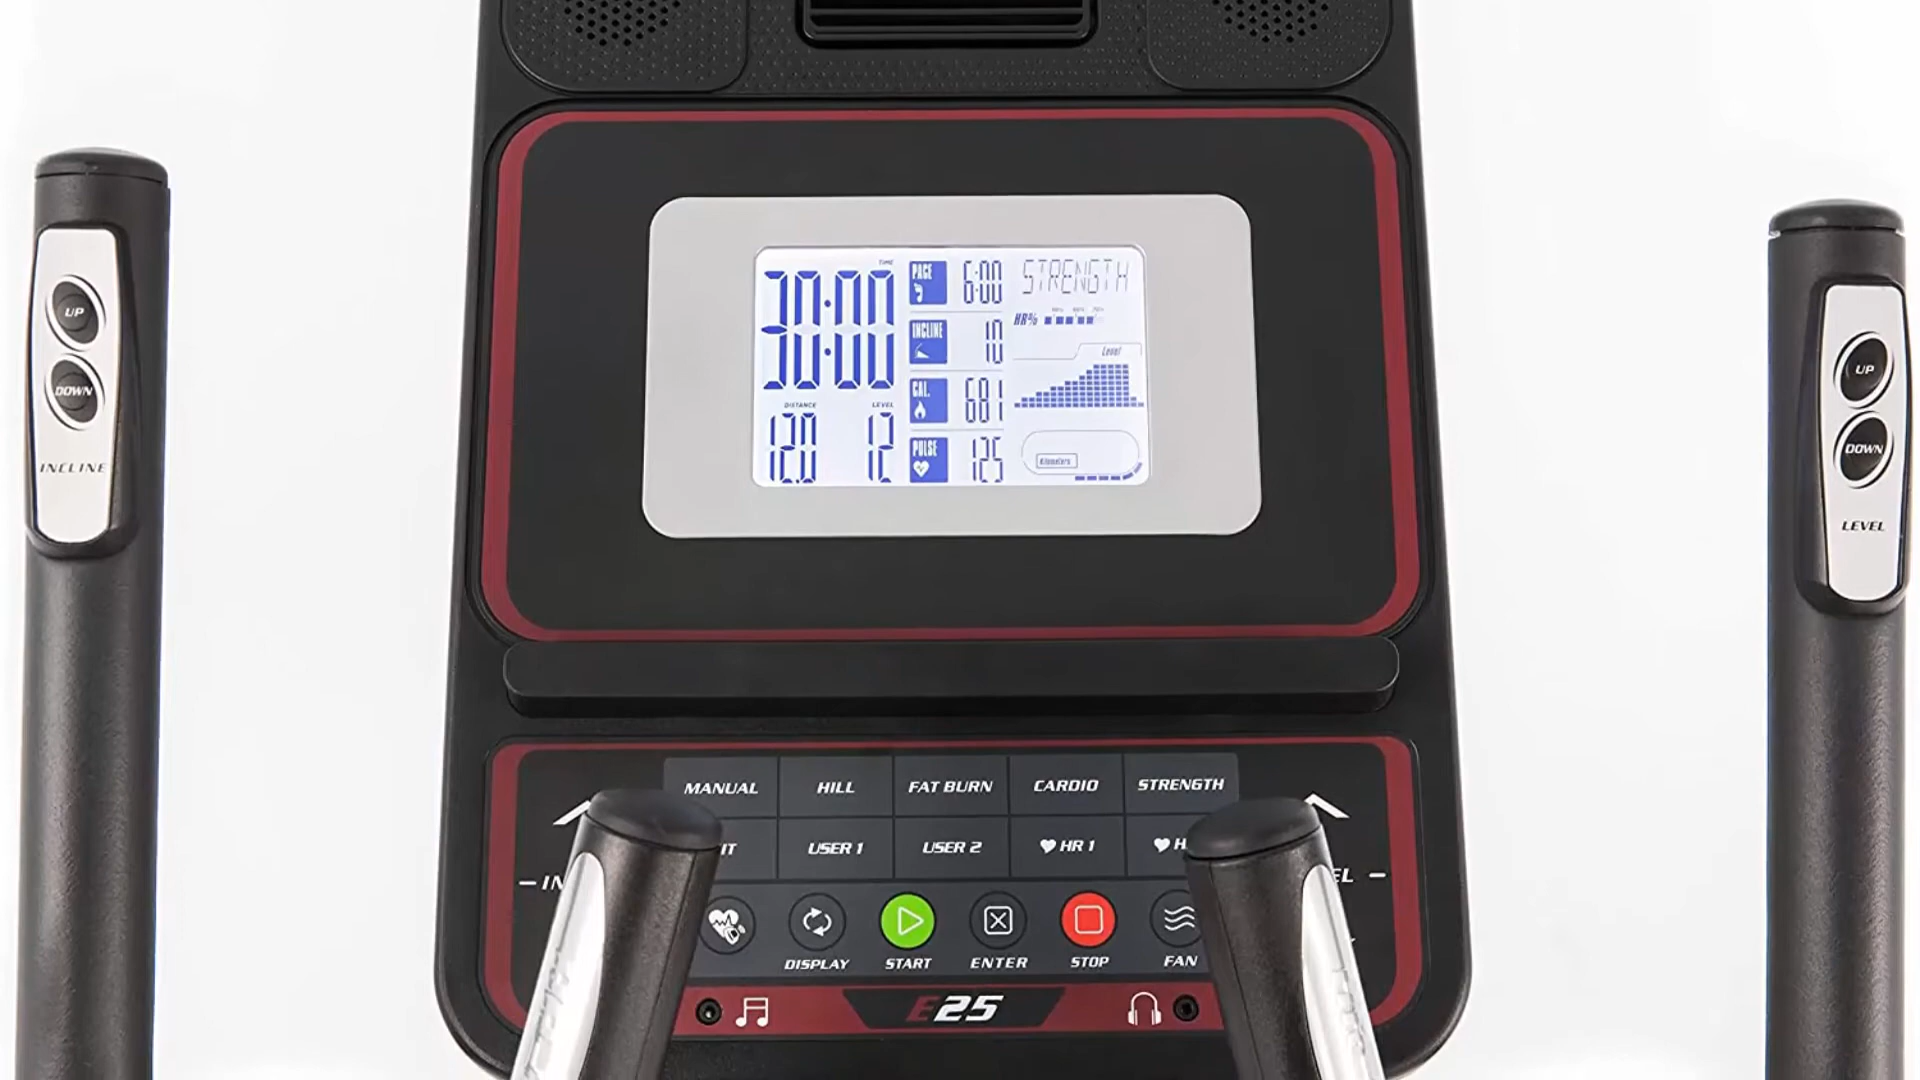 TIME
30:00
DISTANCE
12.0
LEVEL
12
PACE
6:00
INCLINE
10
CAL.
681
PULSE
125
STRENGTH
HR%
Level
Kilometers
UP
DOWN
INCLINE
UP
DOWN
LEVEL
MANUAL HILL FAT BURN CARDIO STRENGTH
USER 1 USER 2 HR 1
DISPLAY START ENTER STOP FAN
E25